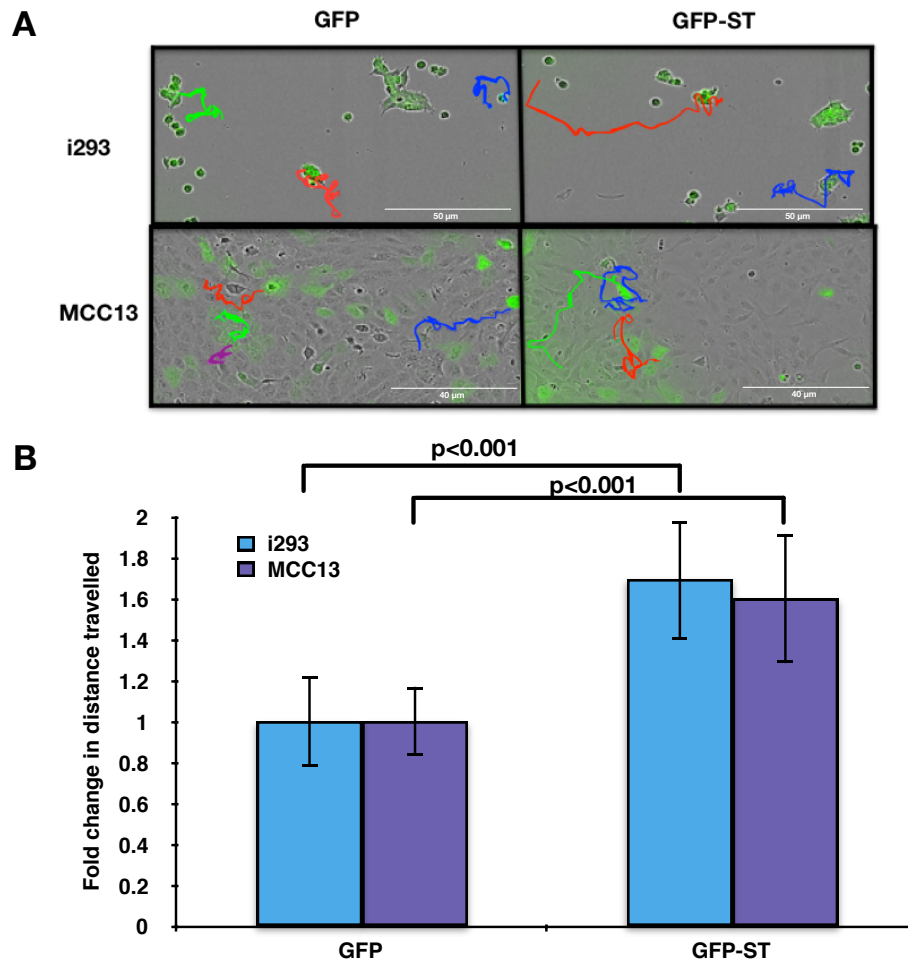 A
GFP
GFP-ST
i293
50 µm
50 µm
MCC13
40 µm
40 µm
B
p<0.001
p<0.001
Fold change in distance travelled
2
1.8
1.6
1.4
1.2
1
0.8
0.6
0.4
0.2
0
i293
MCC13
GFP
GFP-ST